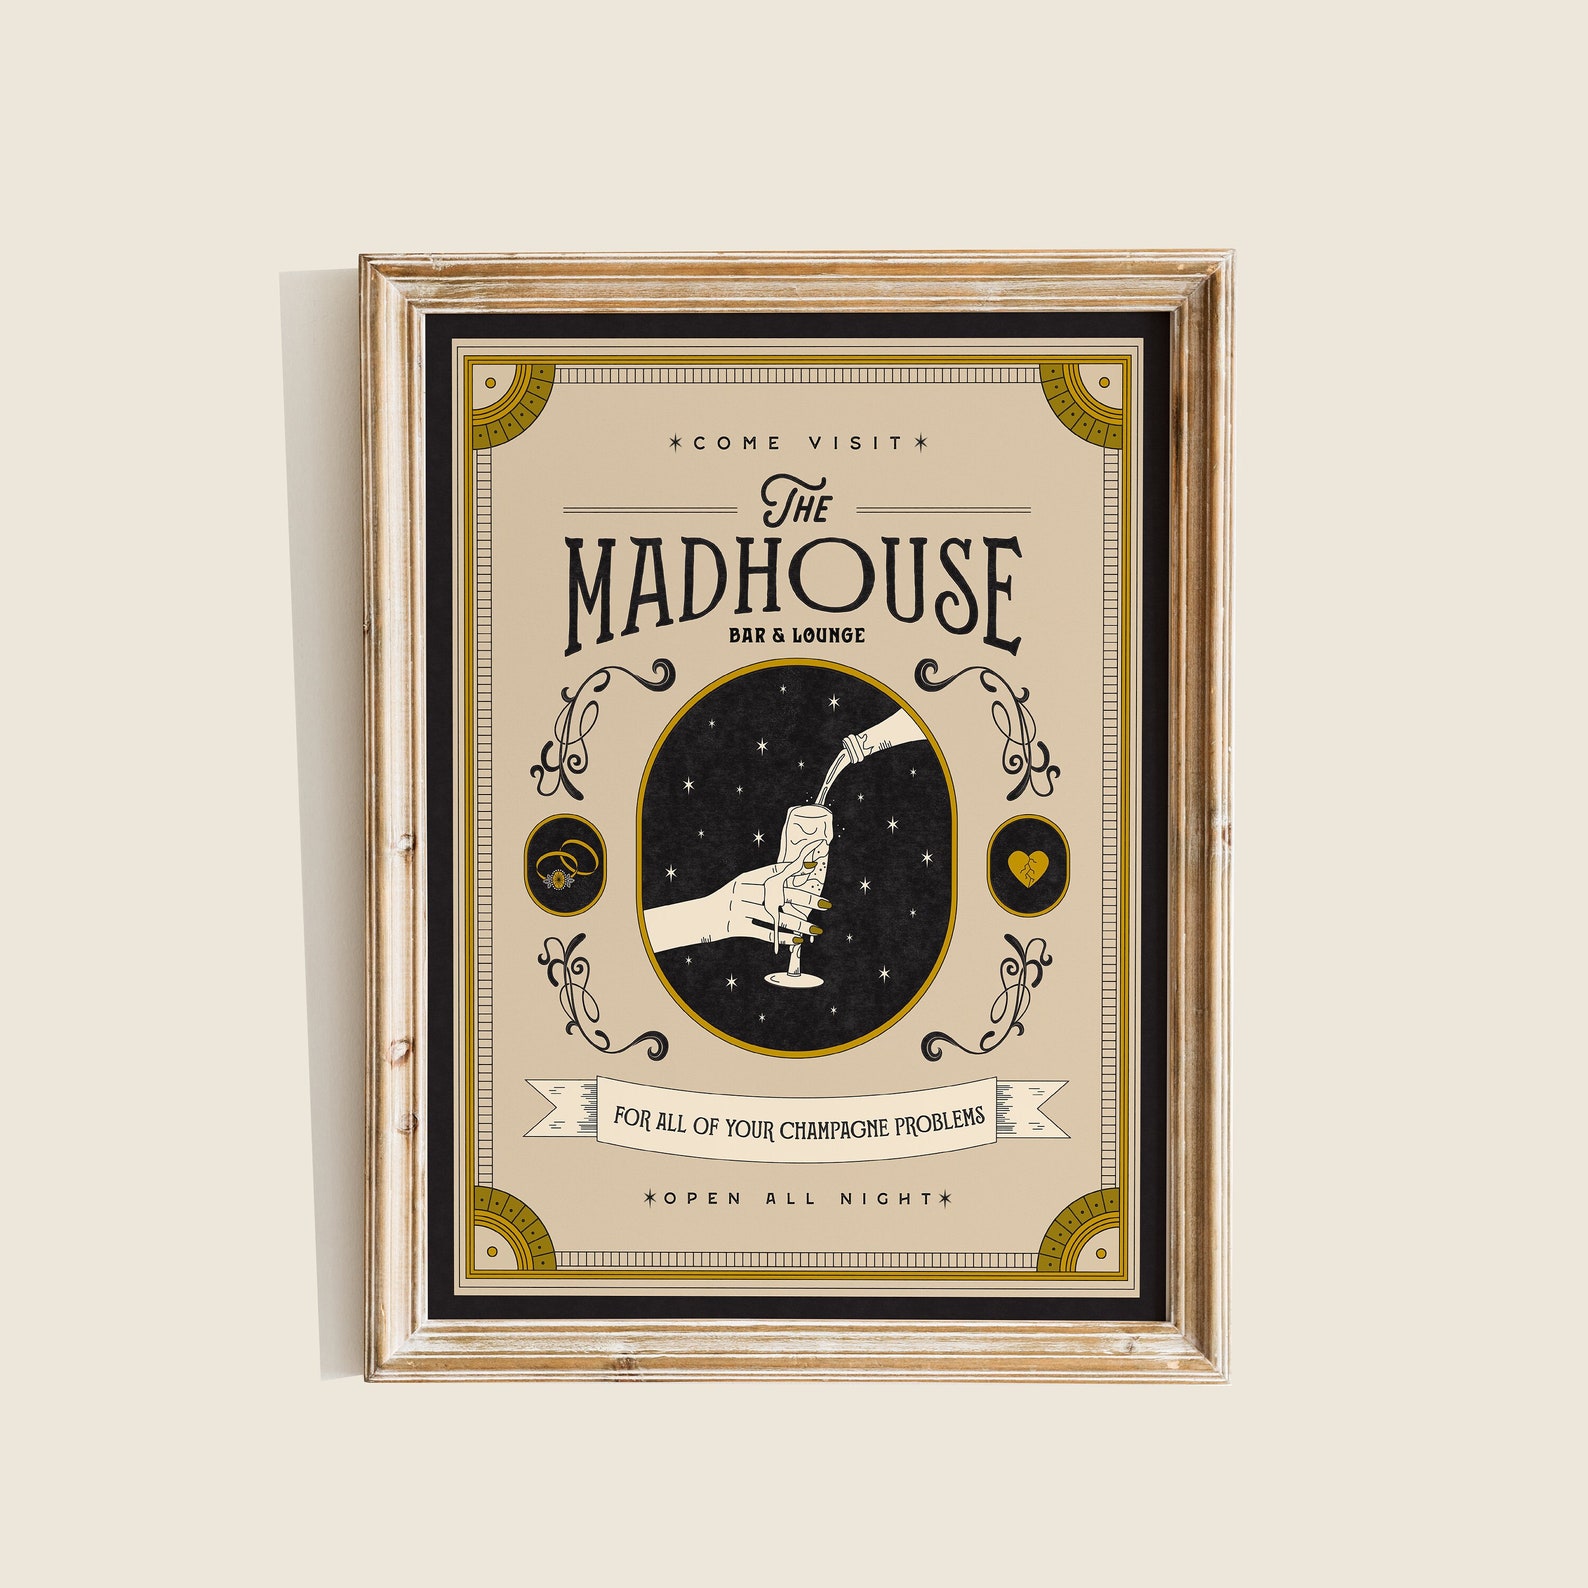 COME VISIT
THE
MADHOUSE
BAR & LOUNGE
FOR ALL OF YOUR CHAMPAGNE PROBLEMS
OPEN ALL NIGHT